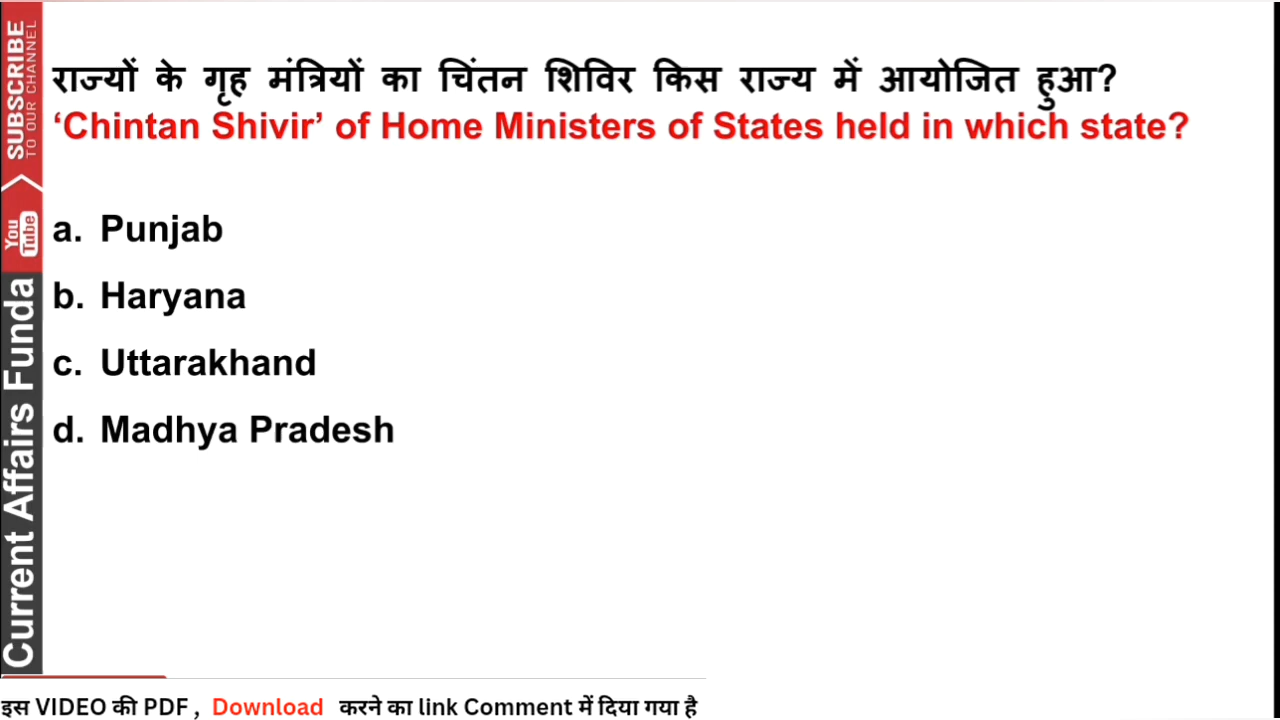 राज्यों के गृह मंत्रियों का चिंतन शिविर किस राज्य में आयोजित हुआ?
‘Chintan Shivir’ of Home Ministers of States held in which state?
a. Punjab
b. Haryana
c. Uttarakhand
d. Madhya Pradesh
SUBSCRIBE
TO OUR CHANNEL
You
Tube
Current Affairs Funda
इस VIDEO की PDF , Download करने का link Comment में दिया गया है